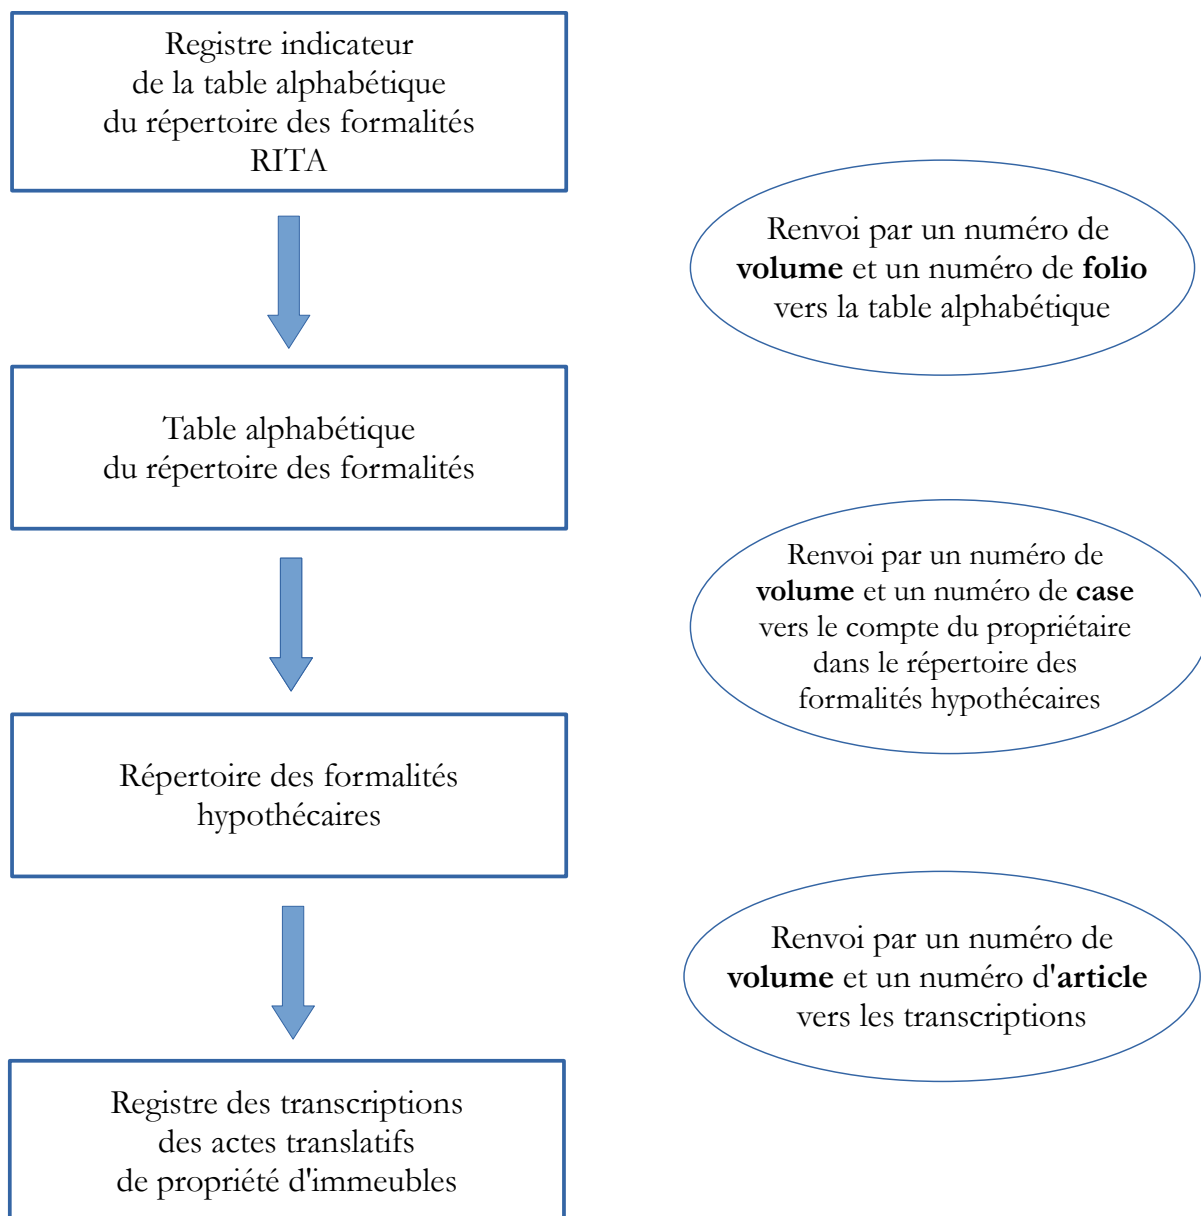 Registre indicateur
de la table alphabétique
du répertoire des formalités
RITA
Renvoi par un numéro de
volume et un numéro de folio
vers la table alphabétique
Table alphabétique
du répertoire des formalités
Renvoi par un numéro de
volume et un numéro de case
vers le compte du propriétaire
dans le répertoire des
formalités hypothécaires
Répertoire des formalités
hypothécaires
Renvoi par un numéro de
volume et un numéro d'article
vers les transcriptions
Registre des transcriptions
des actes translatifs
de propriété d'immeubles